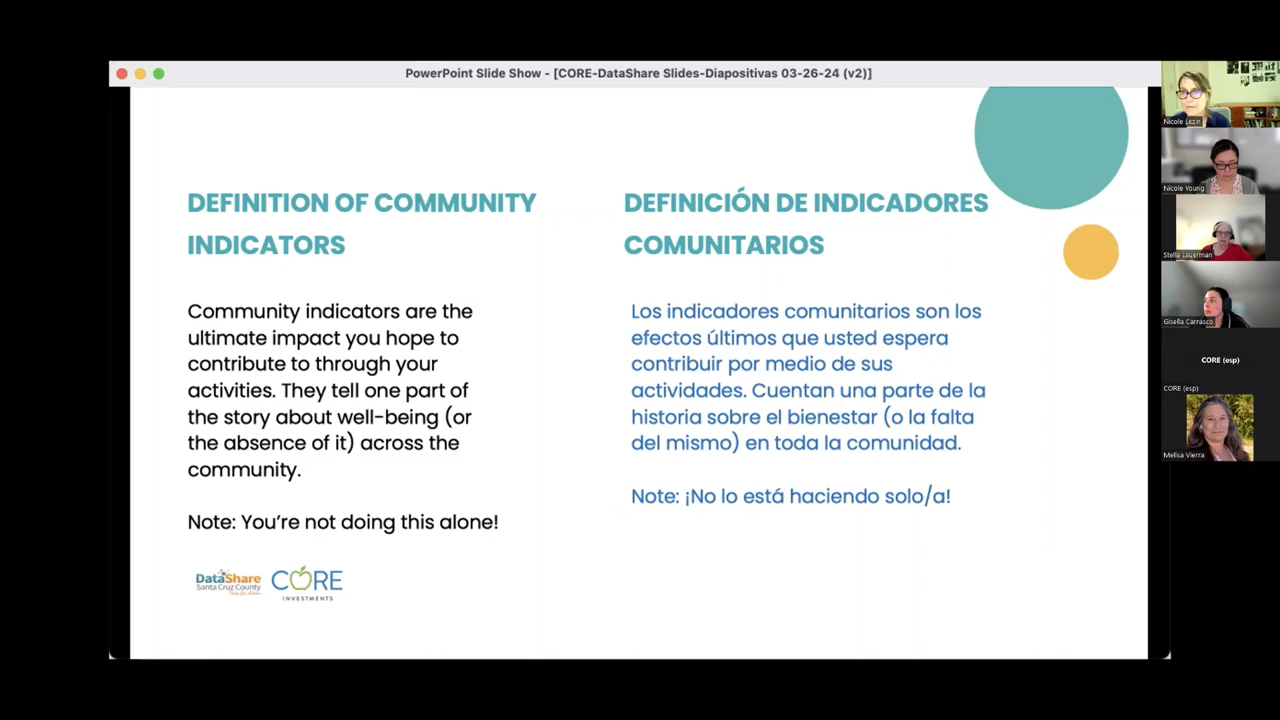 PowerPoint Slide Show - [CORE-DataShare Slides-Diapositivas 03-26-24 (v2)]
DEFINITION OF COMMUNITY
INDICATORS
Community indicators are the
ultimate impact you hope to
contribute to through your
activities. They tell one part of
the story about well-being (or
the absence of it) across the
community.
Note: You're not doing this alone!
DEFINICIÓN DE INDICADORES
COMUNITARIOS
Los indicadores comunitarios son los
efectos últimos que usted espera
contribuir por medio de sus
actividades. Cuentan una parte de la
historia sobre el bienestar (o la falta
del mismo) en toda la comunidad.
Note: ¡No lo está haciendo solo/a!
DataShare
Santa Cruz County
CORE
INVESTMENTS
Nicole Lezin
Nicole Young
Stella Lauerman
Gisella Carrasco
CORE (esp)
CORE (esp)
Melisa Vierra